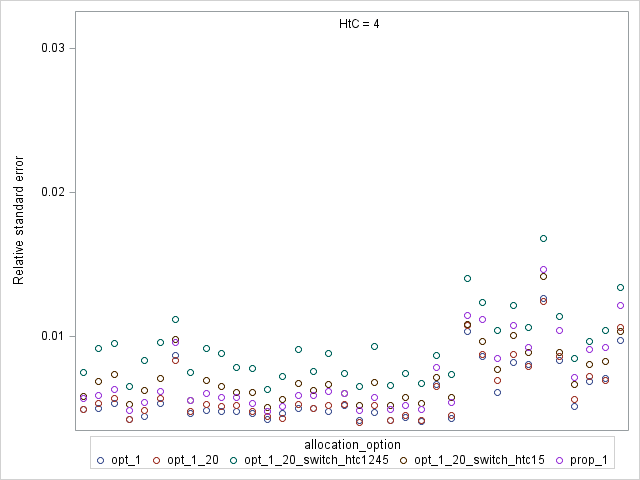 HtC = 4
0.03
0.02
0.01
Relative standard error
allocation_option
opt_1 opt_1_20 opt_1_20_switch_htc1245 opt_1_20_switch_htc15 prop_1